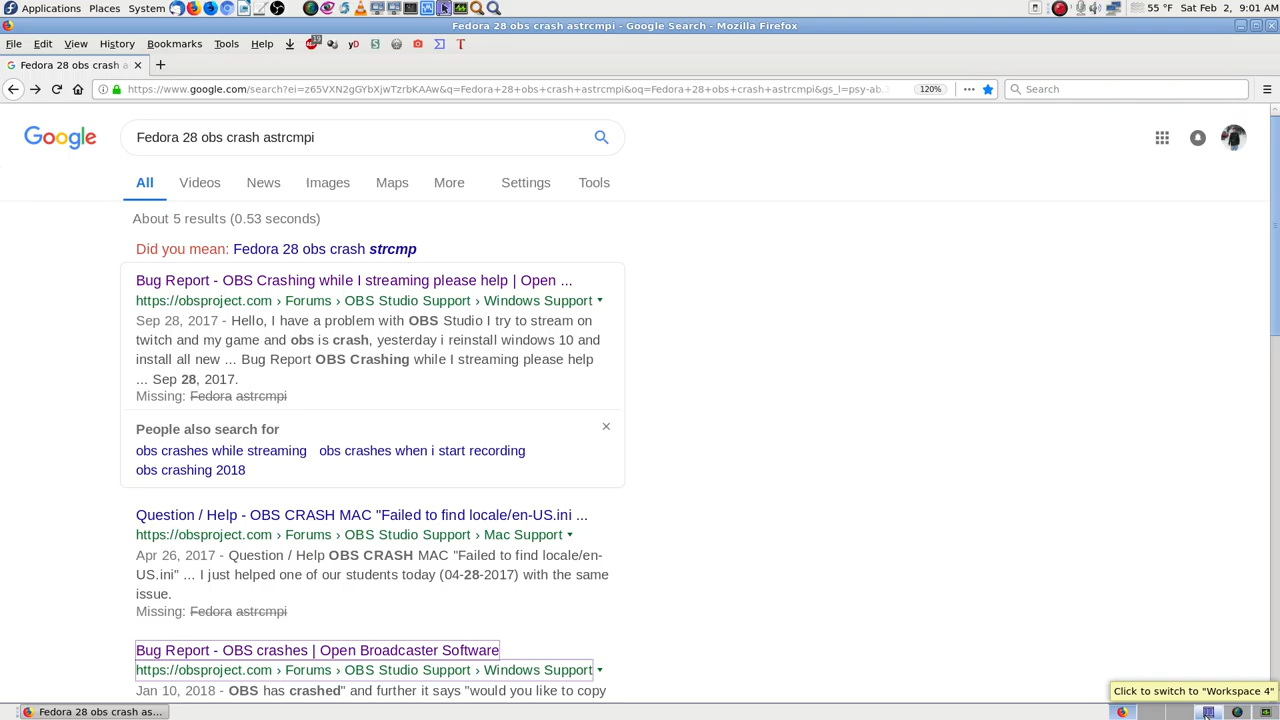 Applications Places System 55 °F Sat Feb 2, 9:01 AM
Fedora 28 obs crash astrcmpi - Google Search - Mozilla Firefox
File Edit View History Bookmarks Tools Help
Fedora 28 obs crash a
https://www.google.com/search?ei=z65VXN2gGYbXjwTzrbKAAw&q=Fedora+28+obs+crash+astrcmpi&oq=Fedora+28+obs+crash+astrcmpi&gs_l=psy-ab.3 120% Search
Google
Fedora 28 obs crash astrcmpi
All Videos News Images Maps More Settings Tools
About 5 results (0.53 seconds)
Did you mean: Fedora 28 obs crash strcmp
Bug Report - OBS Crashing while I streaming please help | Open ...
https://obsproject.com › Forums › OBS Studio Support › Windows Support
Sep 28, 2017 - Hello, I have a problem with OBS Studio I try to stream on
twitch and my game and obs is crash, yesterday i reinstall windows 10 and
install all new ... Bug Report OBS Crashing while I streaming please help
... Sep 28, 2017.
Missing: Fedora astrcmpi
People also search for
obs crashes while streaming obs crashes when i start recording
obs crashing 2018
Question / Help - OBS CRASH MAC "Failed to find locale/en-US.ini ...
https://obsproject.com › Forums › OBS Studio Support › Mac Support
Apr 26, 2017 - Question / Help OBS CRASH MAC "Failed to find locale/en-
US.ini" ... I just helped one of our students today (04-28-2017) with the same
issue.
Missing: Fedora astrcmpi
Bug Report - OBS crashes | Open Broadcaster Software
https://obsproject.com › Forums › OBS Studio Support › Windows Support
Jan 10, 2018 - OBS has crashed" and further it says "would you like to copy
Click to switch to "Workspace 4"
Fedora 28 obs crash as...